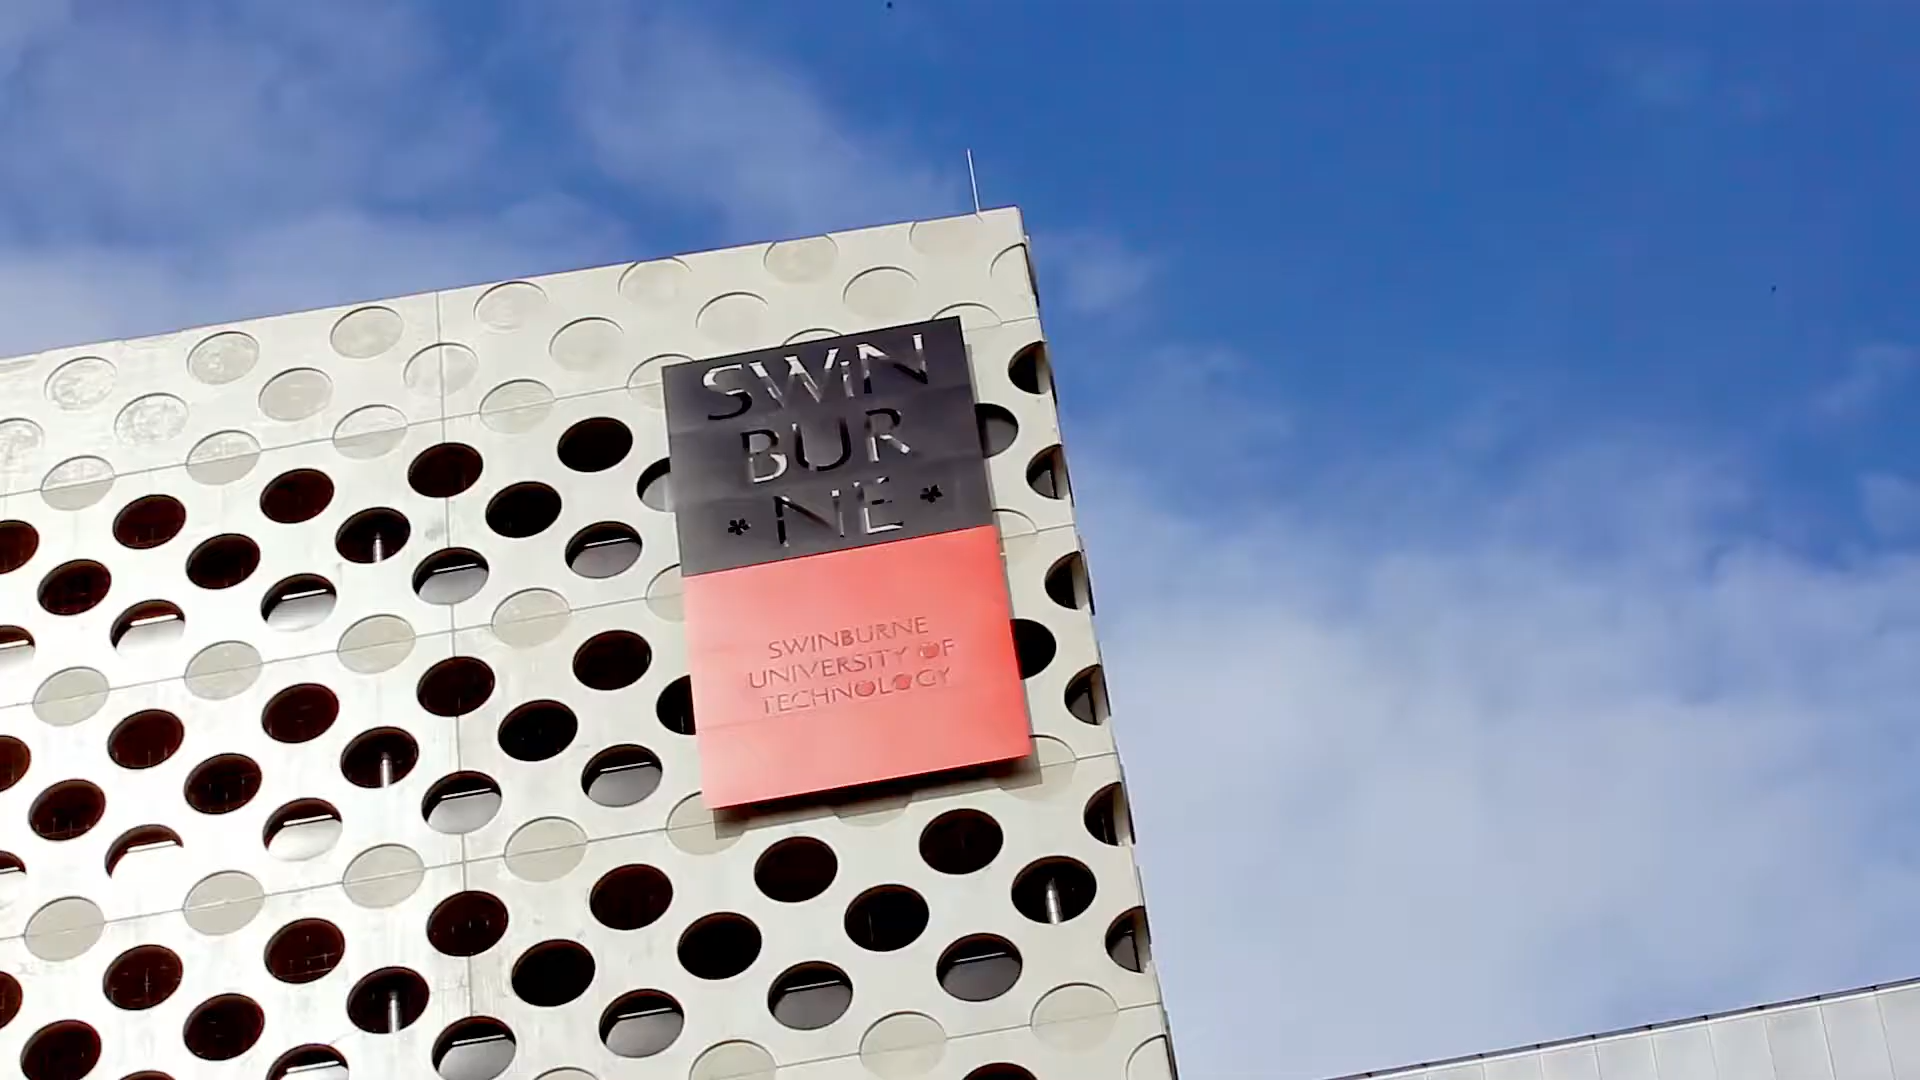 SWiN
BUR
* NE *
SWINBURNE
UNIVERSITY OF
TECHNOLOGY